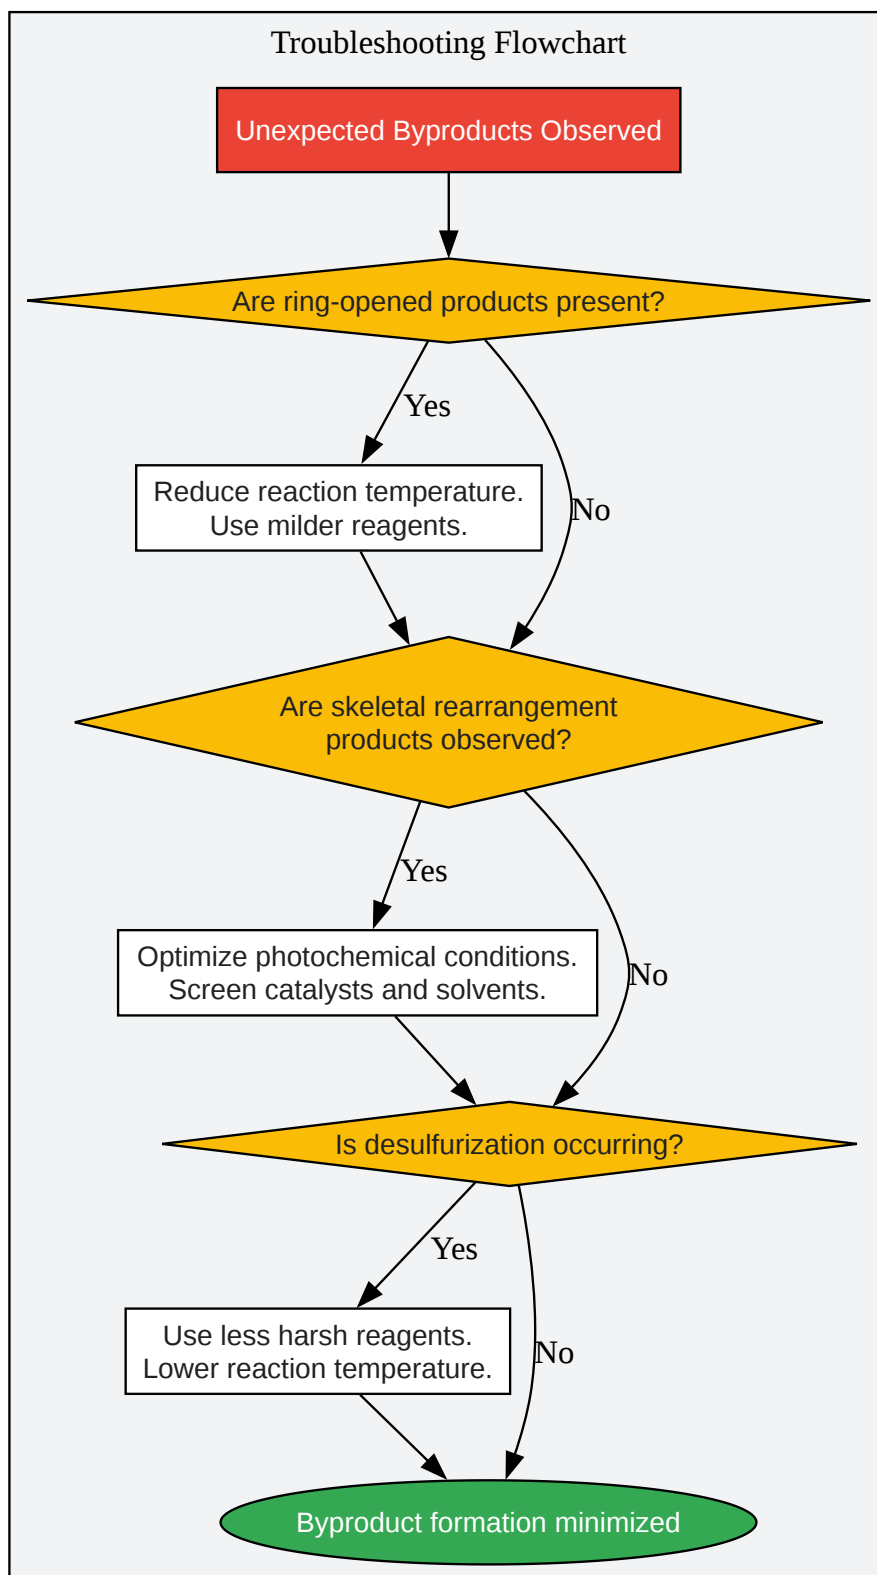 Troubleshooting Flowchart
Unexpected Byproducts Observed
Are ring-opened products present?
Yes
Reduce reaction temperature.
Use milder reagents.
No
Are skeletal rearrangement
products observed?
Yes
Optimize photochemical conditions.
Screen catalysts and solvents.
No
Is desulfurization occurring?
Yes
Use less harsh reagents.
Lower reaction temperature.
No
Byproduct formation minimized